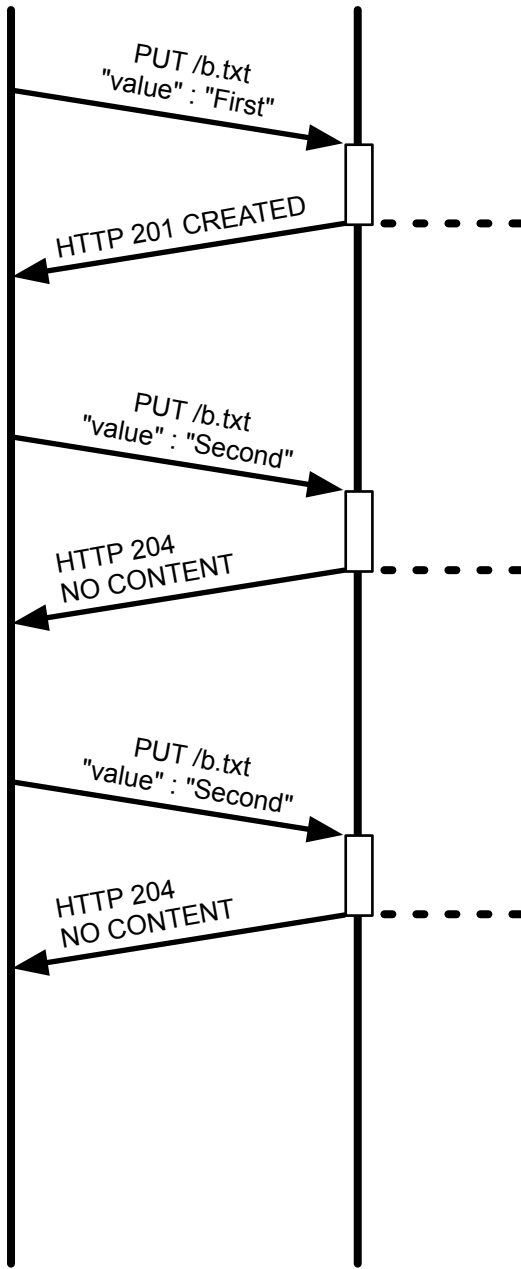 PUT /b.txt
"value" : "First"
HTTP 201 CREATED
PUT /b.txt
"value" : "Second"
HTTP 204
NO CONTENT
PUT /b.txt
"value" : "Second"
HTTP 204
NO CONTENT